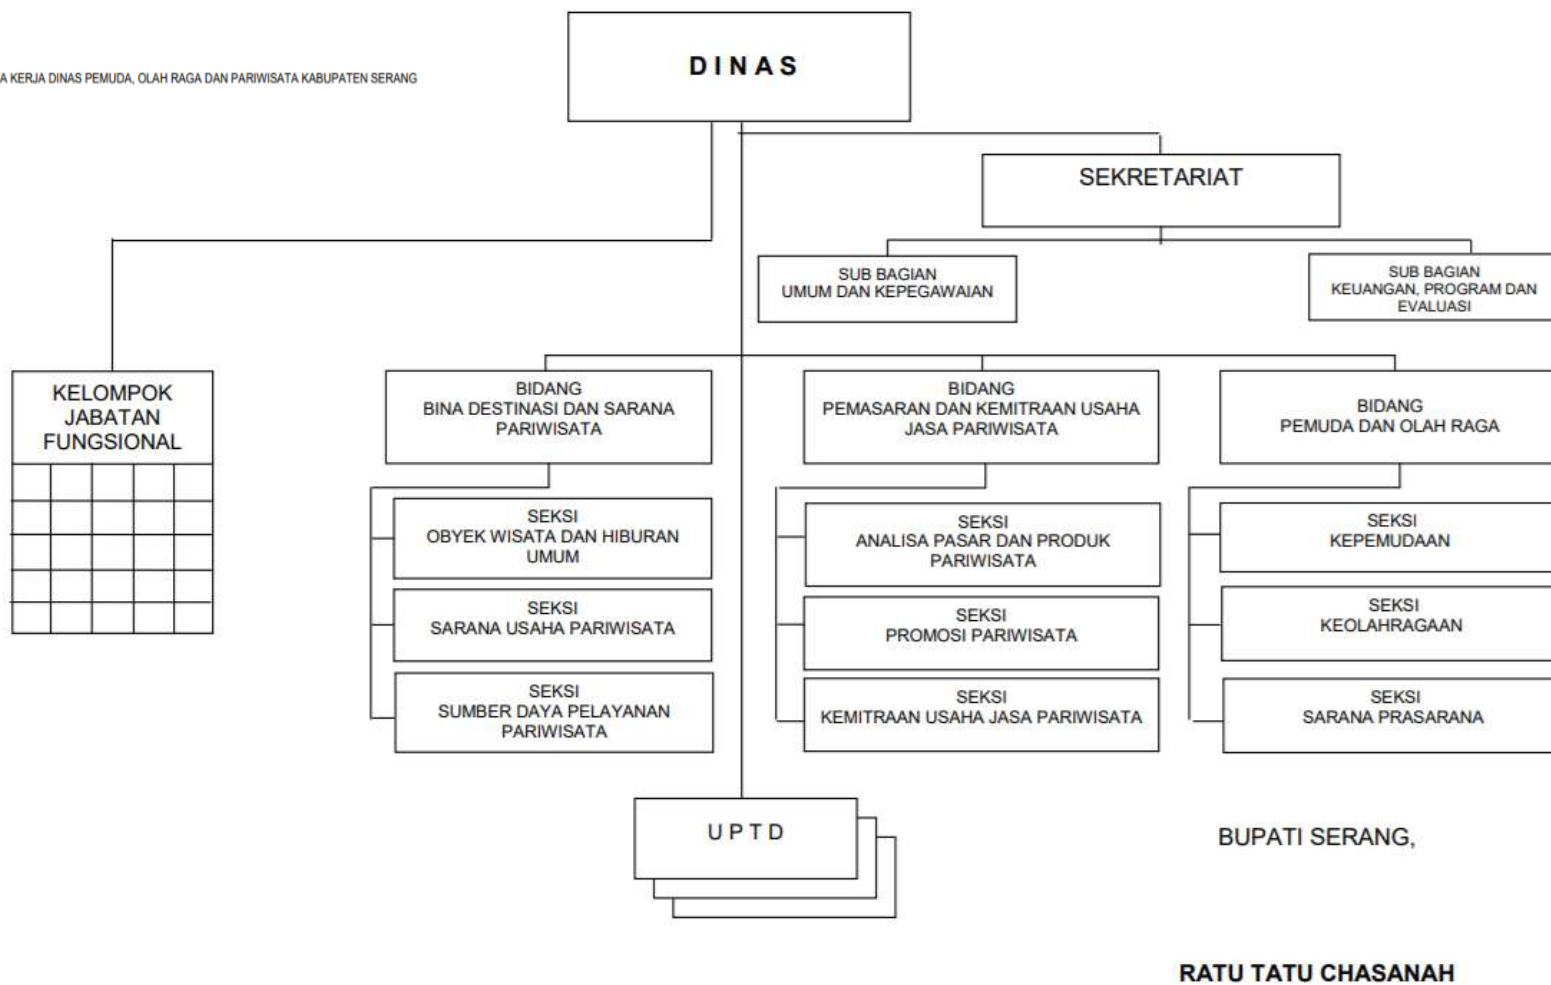 A KERJA DINAS PEMUDA, OLAH RAGA DAN PARIWISATA KABUPATEN SERANG
D I N A S
SEKRETARIAT
SUB BAGIAN
UMUM DAN KEPEGAWAIAN
SUB BAGIAN
KEUANGAN, PROGRAM DAN
EVALUASI
KELOMPOK
JABATAN
FUNGSIONAL
BIDANG
BINA DESTINASI DAN SARANA
PARIWISATA
BIDANG
PEMASARAN DAN KEMITRAAN USAHA
JASA PARIWISATA
BIDANG
PEMUDA DAN OLAH RAGA
SEKSI
OBYEK WISATA DAN HIBURAN
UMUM
SEKSI
SARANA USAHA PARIWISATA
SEKSI
SUMBER DAYA PELAYANAN
PARIWISATA
SEKSI
ANALISA PASAR DAN PRODUK
PARIWISATA
SEKSI
PROMOSI PARIWISATA
SEKSI
KEMITRAAN USAHA JASA PARIWISATA
SEKSI
KEPEMUDAAN
SEKSI
KEOLAHRAGAAN
SEKSI
SARANA PRASARANA
U P T D
BUPATI SERANG,
RATU TATU CHASANAH